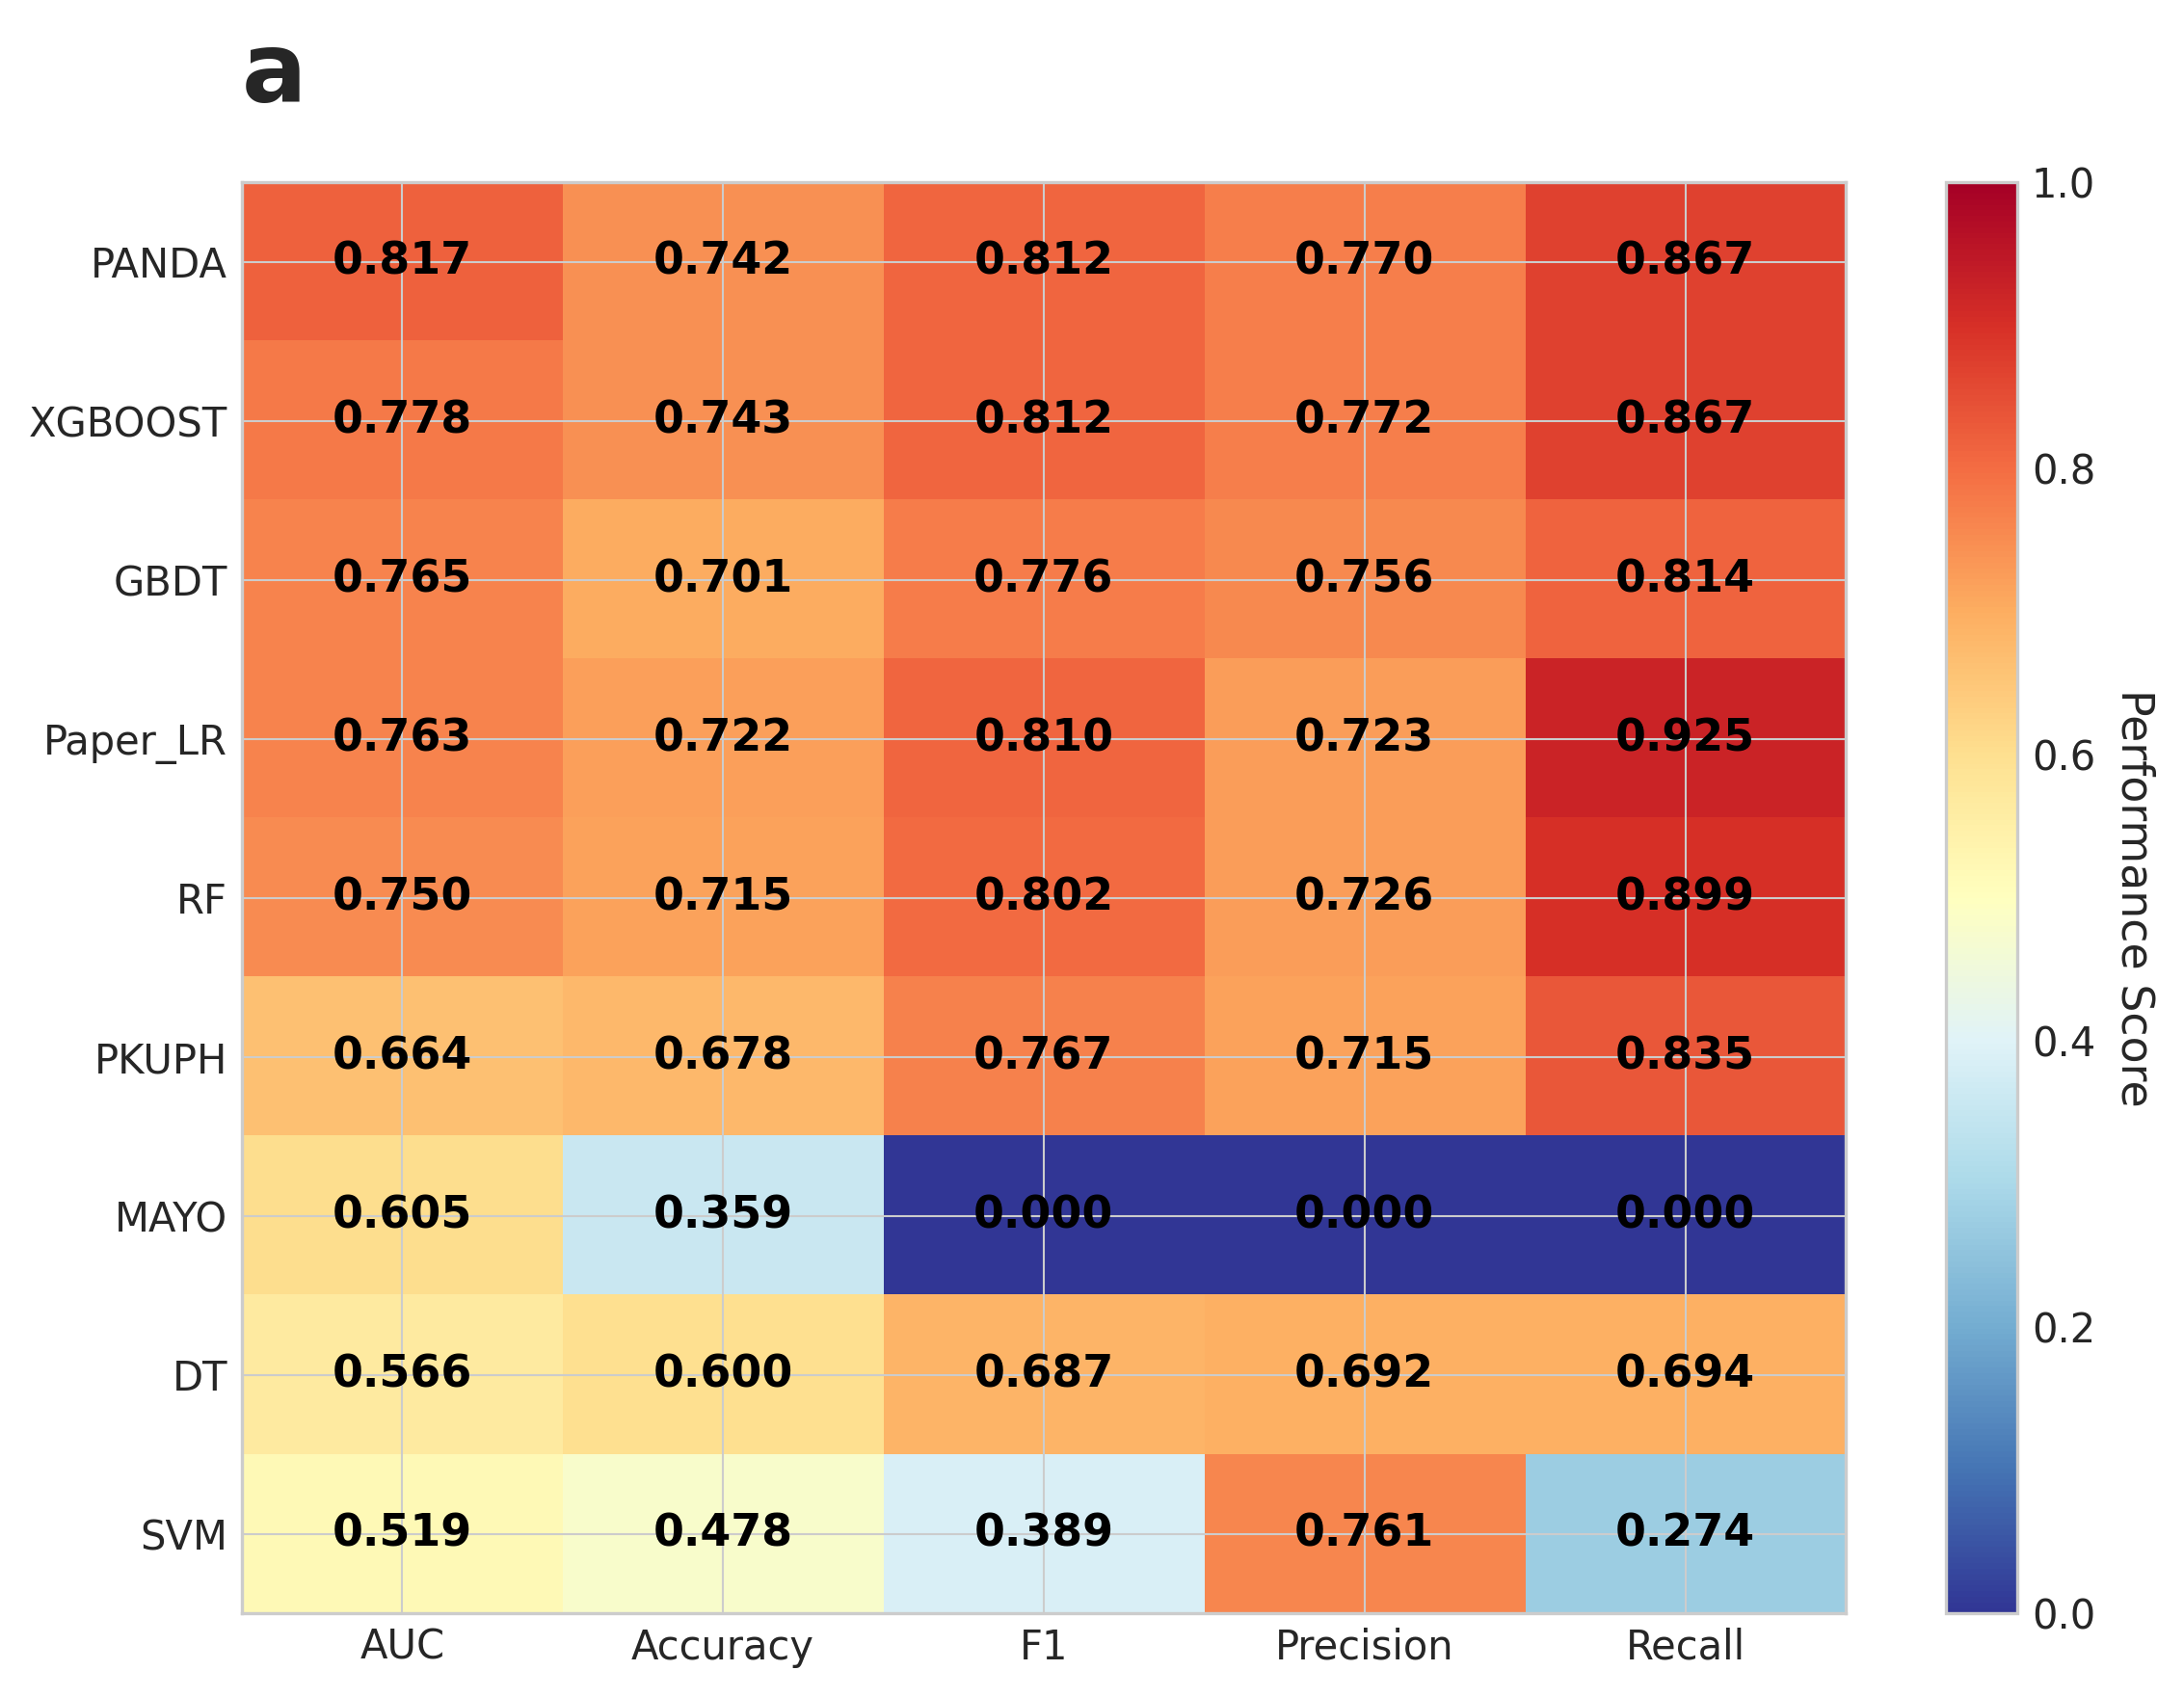 a
PANDA 0.817 0.742 0.812 0.770 0.867
XGBOOST 0.778 0.743 0.812 0.772 0.867
GBDT 0.765 0.701 0.776 0.756 0.814
Paper_LR 0.763 0.722 0.810 0.723 0.925
RF 0.750 0.715 0.802 0.726 0.899
PKUPH 0.664 0.678 0.767 0.715 0.835
MAYO 0.605 0.359 0.000 0.000 0.000
DT 0.566 0.600 0.687 0.692 0.694
SVM 0.519 0.478 0.389 0.761 0.274
AUC Accuracy F1 Precision Recall
1.0
0.8
0.6
0.4
0.2
0.0
Performance Score